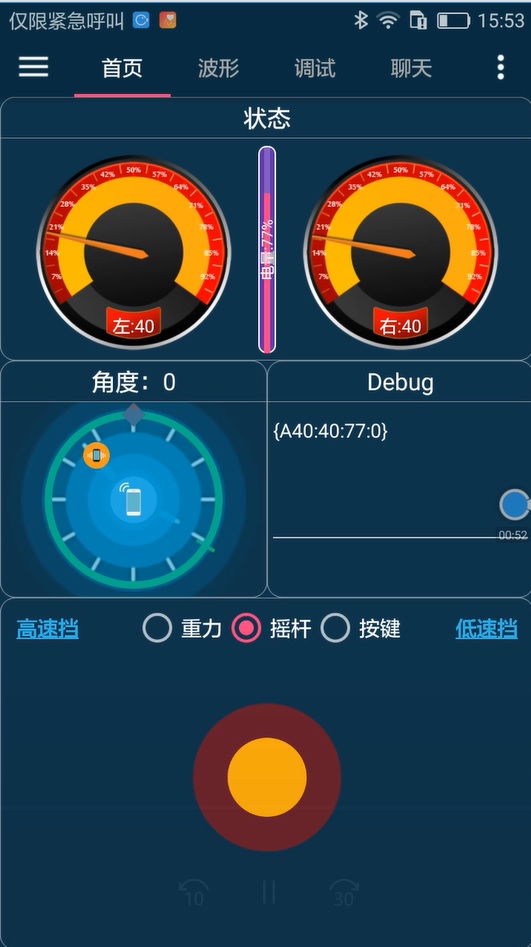 仅限紧急呼叫 15:53
首页 波形 调试 聊天
状态
7% 14% 21% 28% 35% 42% 50% 57% 64% 71% 78% 85% 92%
左:40
电量:77%
7% 14% 21% 28% 35% 42% 50% 57% 64% 71% 78% 85% 92%
右:40
角度：0
Debug
{A40:40:77:0}
00:52
高速挡 重力 摇杆 按键 低速挡
10 30